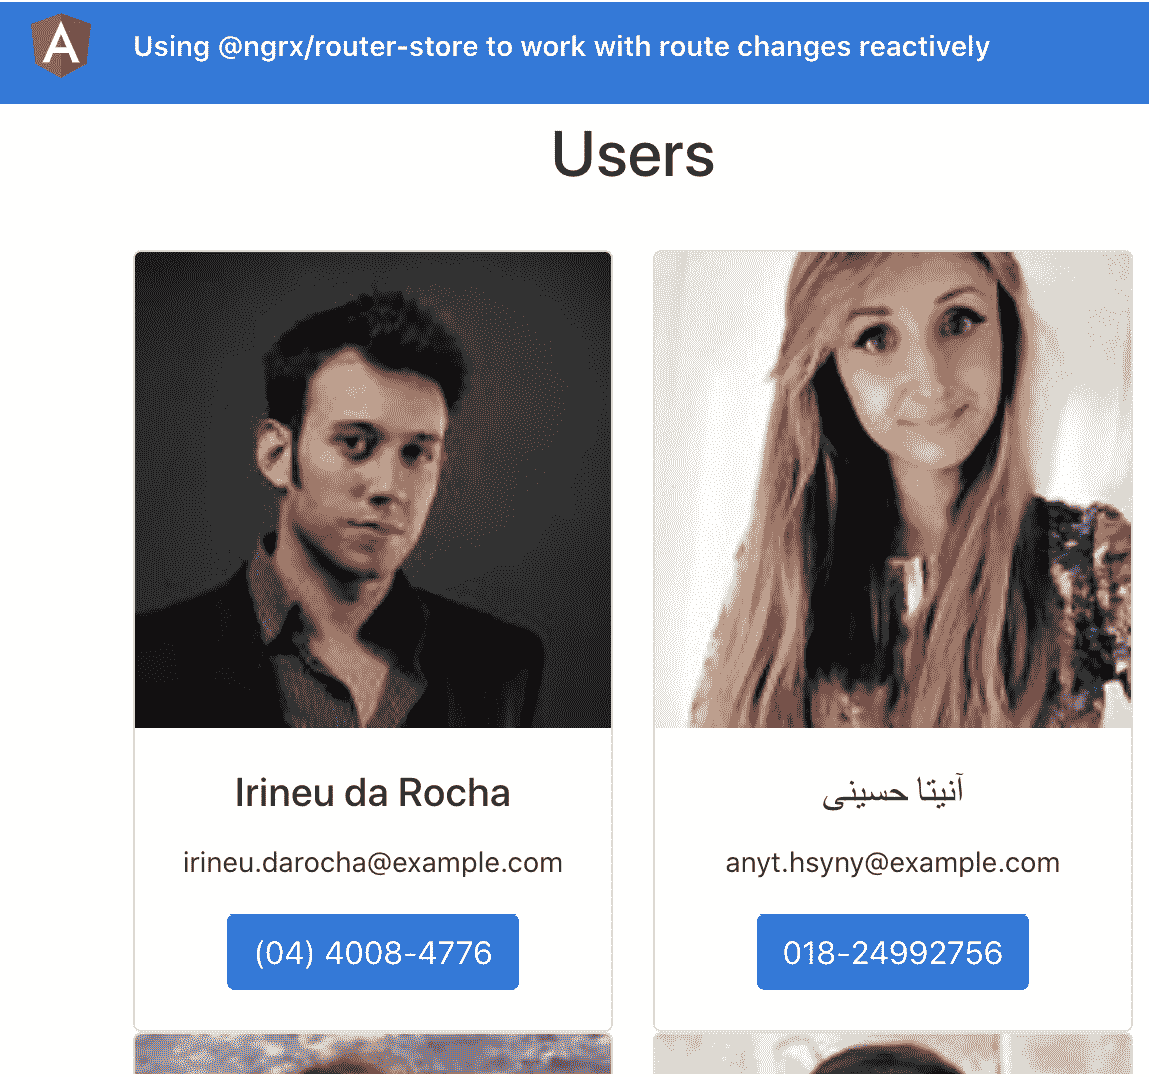 Using @ngrx/router-store to work with route changes reactively
Users
Irineu da Rocha
irineu.darocha@example.com
(04) 4008-4776
آنیتا حسینی
anyt.hsyny@example.com
018-24992756